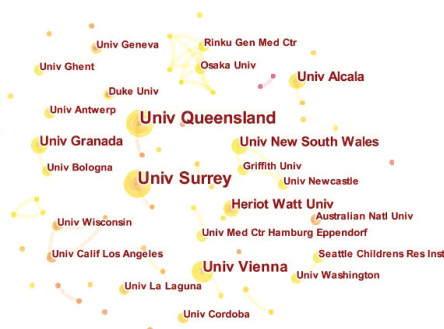 Univ Geneva
Rinku Gen Med Ctr
Univ Ghent
Osaka Univ
Univ Alcala
Duke Univ
Univ Antwerp
Univ Queensland
Univ Granada
Univ New South Wales
Univ Bologna
Griffith Univ
Univ Surrey
Univ Newcastle
Heriot Watt Univ
Univ Wisconsin
Australian Natl Univ
Univ Med Ctr Hamburg Eppendorf
Univ Calif Los Angeles
Seattle Childrens Res Inst
Univ Vienna
Univ Washington
Univ La Laguna
Univ Cordoba